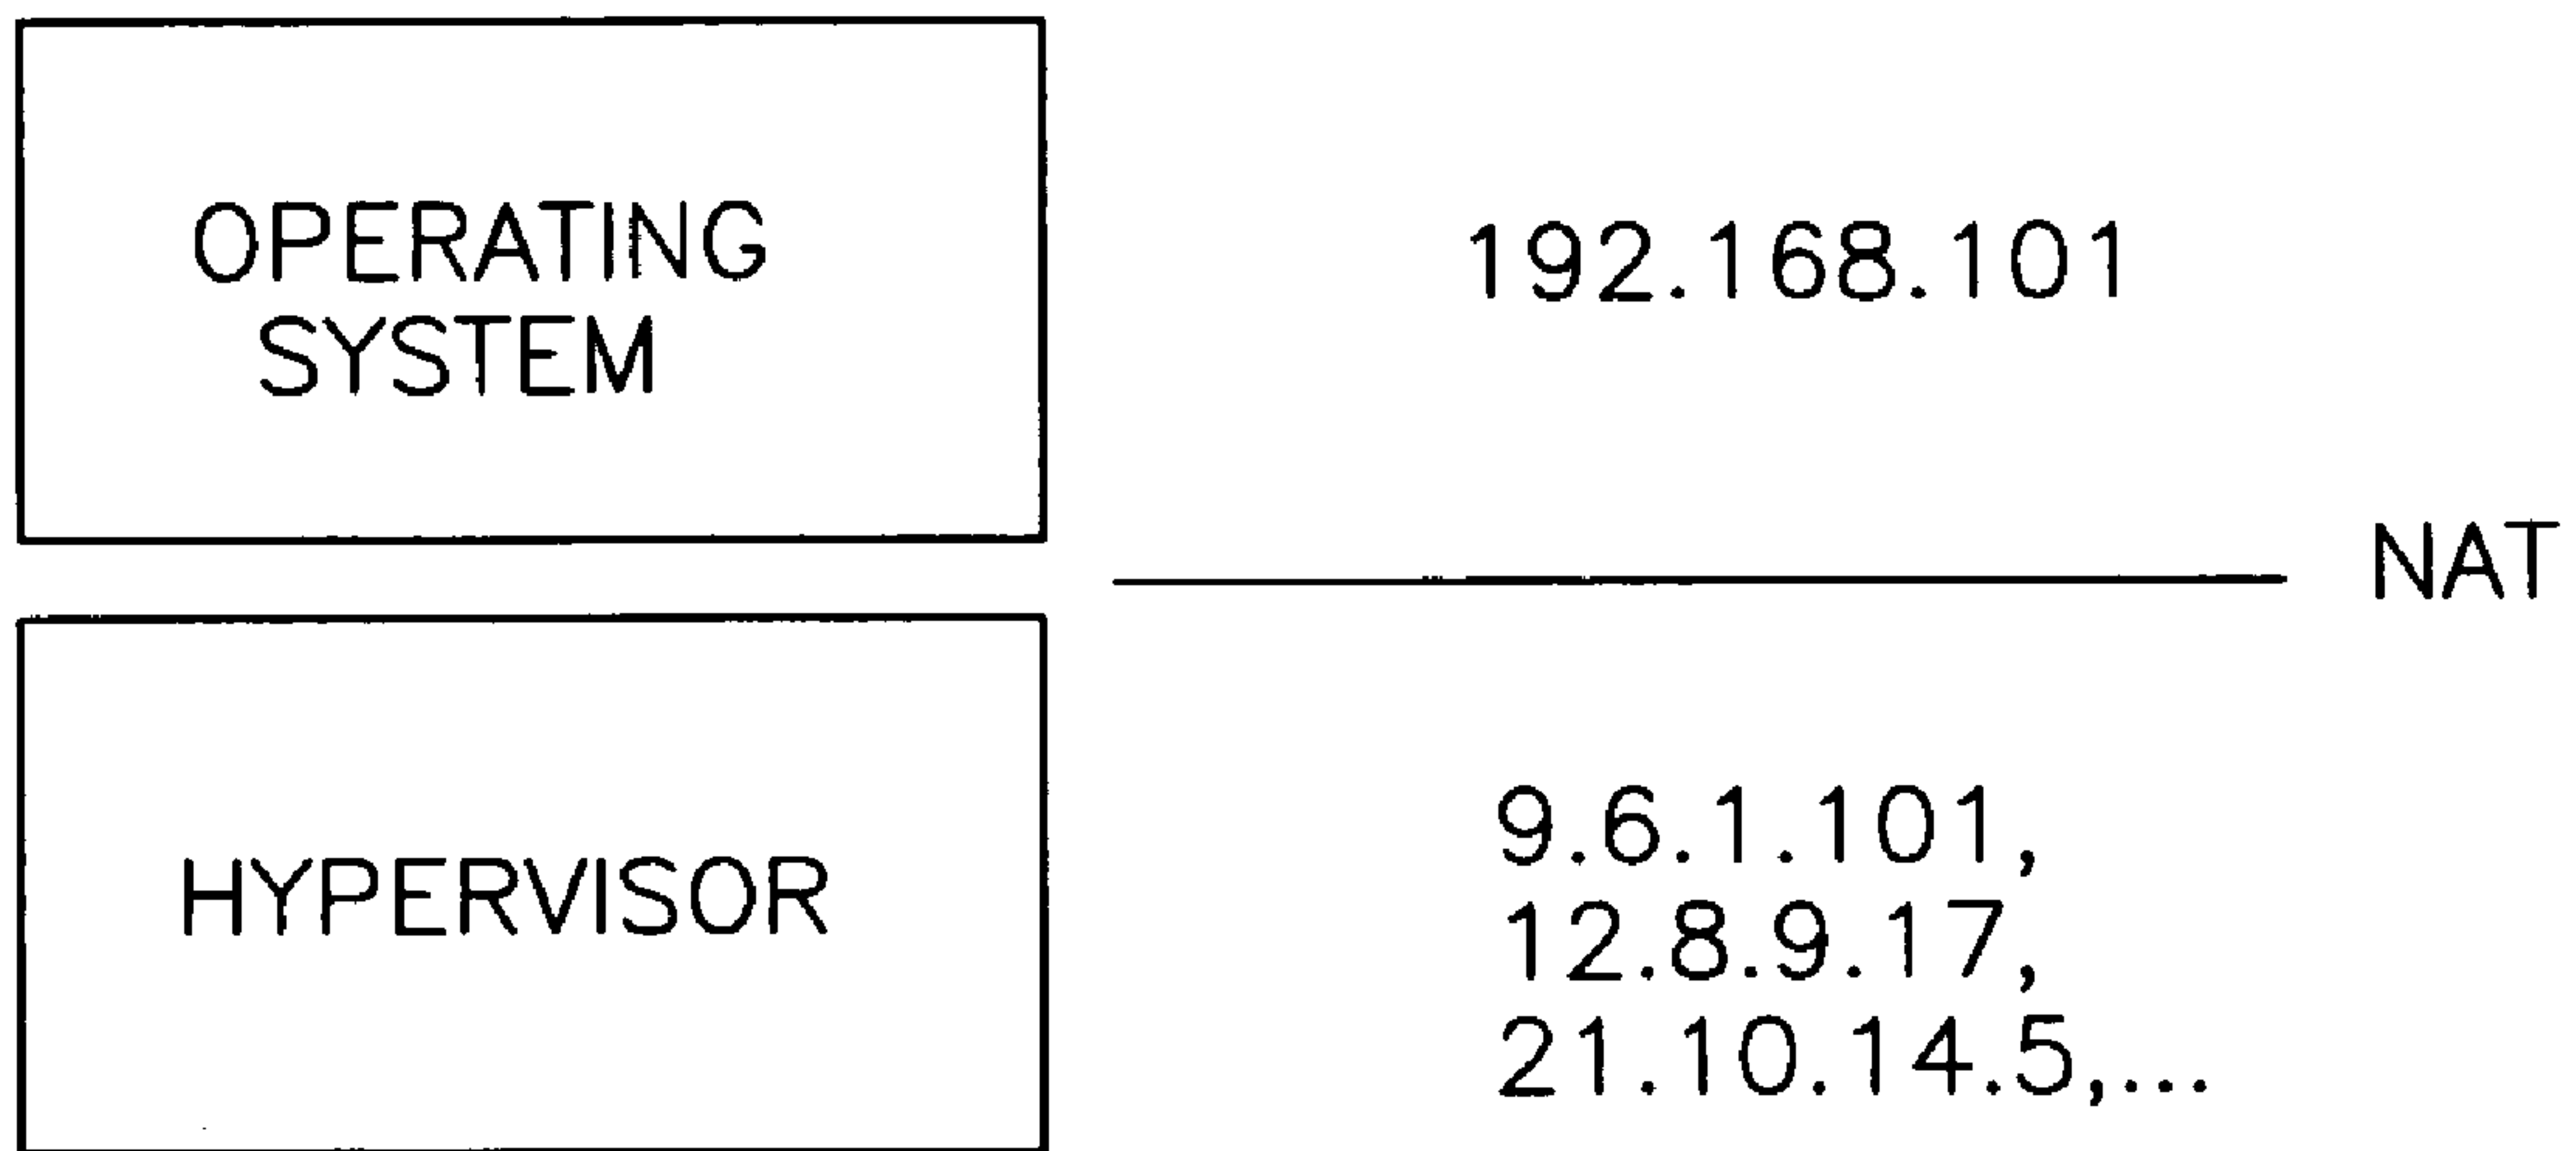 OPERATING
SYSTEM
192.168.101
NAT
HYPERVISOR
9.6.1.101,
12.8.9.17,
21.10.14.5,...